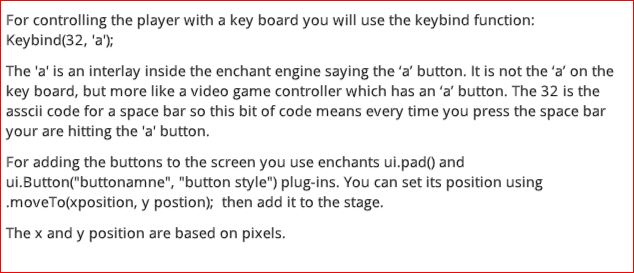 For controlling the player with a key board you will use the keybind function:
Keybind(32, 'a');
The 'a' is an interlay inside the enchant engine saying the ‘a’ button. It is not the ‘a’ on the
key board, but more like a video game controller which has an ‘a’ button. The 32 is the
asscii code for a space bar so this bit of code means every time you press the space bar
your are hitting the 'a' button.
For adding the buttons to the screen you use enchants ui.pad() and
ui.Button("buttonamne", "button style") plug-ins. You can set its position using
.moveTo(xposition, y postion);  then add it to the stage.
The x and y position are based on pixels.